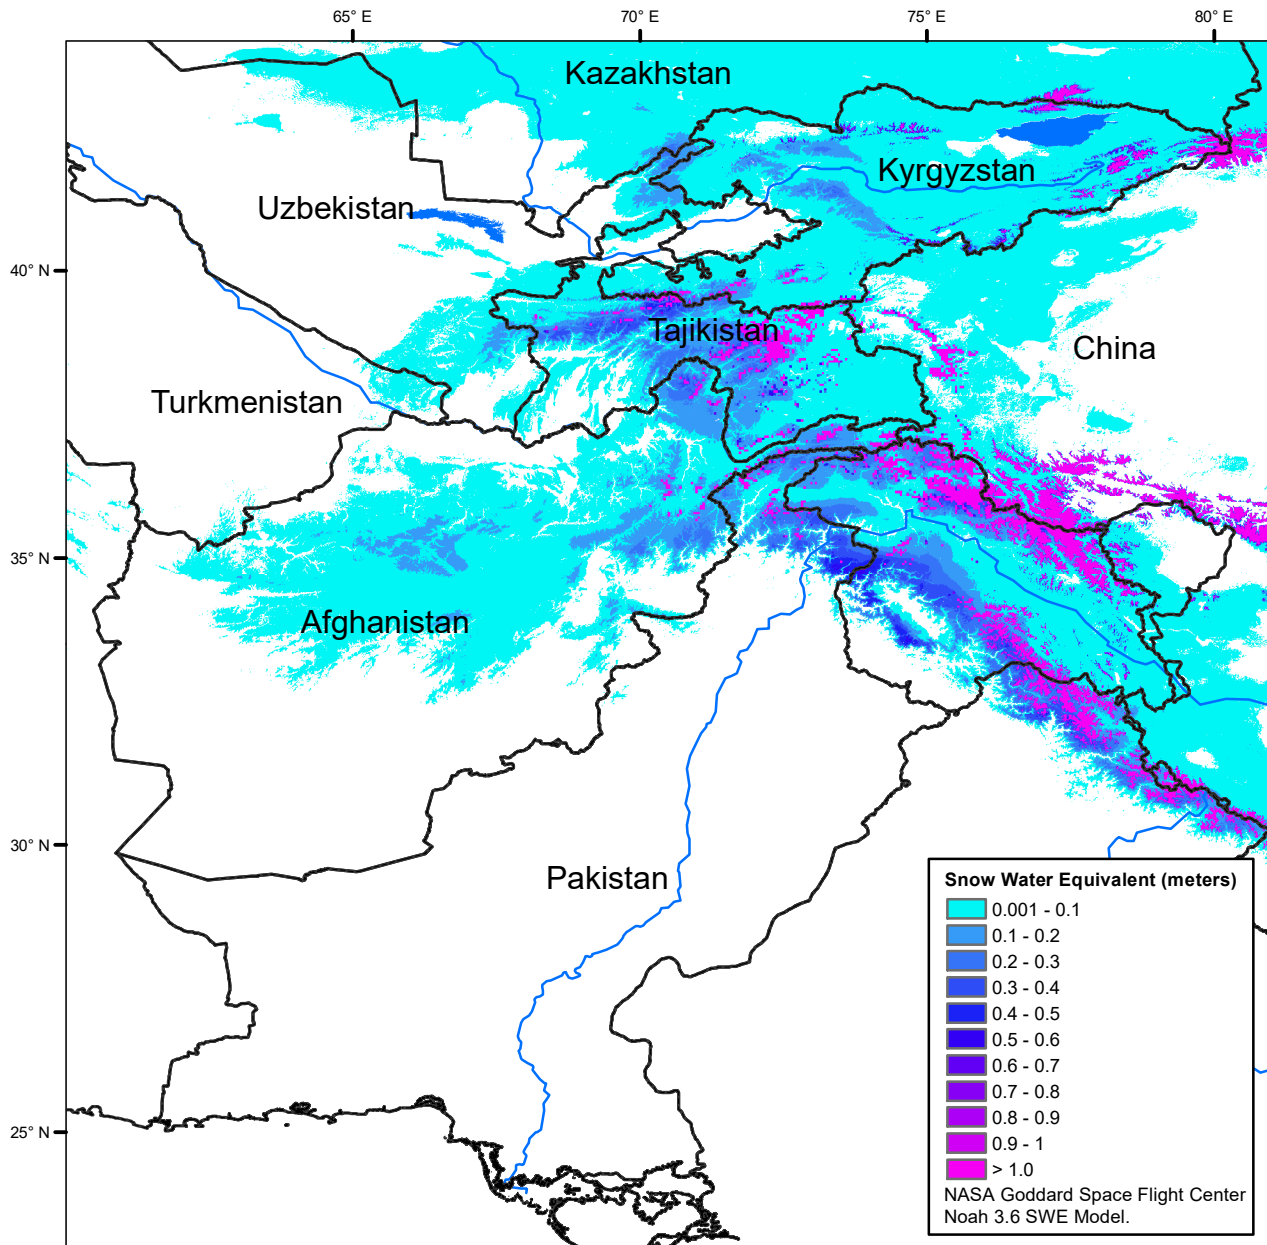 65° E
70° E
75° E
80° E
Kazakhstan
Kyrgyzstan
Uzbekistan
40° N
Tajikistan
China
Turkmenistan
35° N
Afghanistan
30° N
Pakistan
25° N
Snow Water Equivalent (meters)
0.001 - 0.1
0.1 - 0.2
0.2 - 0.3
0.3 - 0.4
0.4 - 0.5
0.5 - 0.6
0.6 - 0.7
0.7 - 0.8
0.8 - 0.9
0.9 - 1
> 1.0
NASA Goddard Space Flight Center
Noah 3.6 SWE Model.